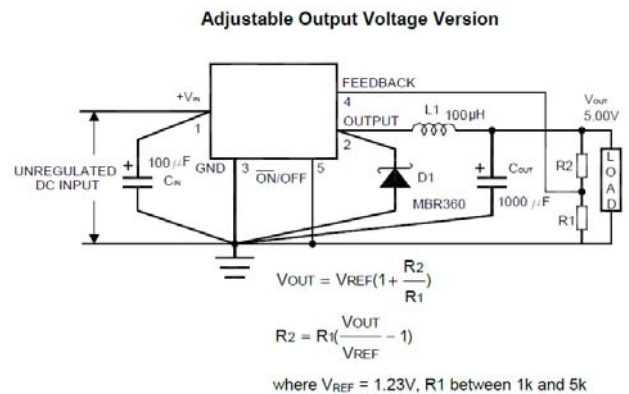 Adjustable Output Voltage Version
FEEDBACK
+VIN
4
OUTPUT
L1 100µH
VOUT
5.00V
1
2
UNREGULATED
DC INPUT
+
100µF
CIN
GND
3
ON/OFF
5
D1
MBR360
+
COUT
1000µF
R2
R1
LOAD
VOUT = VREF(1+ R2/R1)
R2 = R1(VOUT/VREF - 1)
where VREF = 1.23V, R1 between 1k and 5k